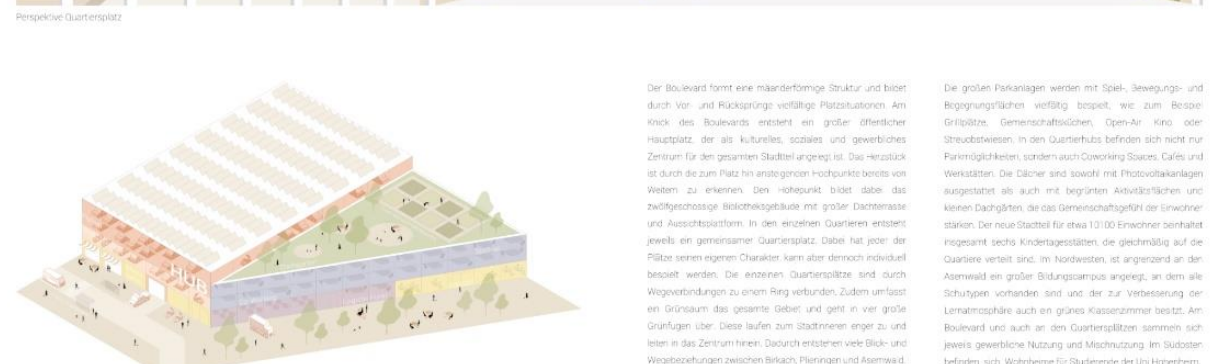 Perspektive Quartiersplatz
HUB
Der Boulevard formt eine mäanderförmige Struktur und bildet
durch Vor- und Rücksprünge vielfältige Platzsituationen. Am
Knick des Boulevards entsteht ein großer öffentlicher
Hauptplatz, der als kulturelles, soziales und gewerbliches
Zentrum für den gesamten Stadtteil angelegt ist. Das Herzstück
ist durch die zum Platz hin ansteigenden Hochpunkte bereits von
Weitem zu erkennen. Den Höhepunkt bildet dabei das
zwölfgeschossige Bibliotheksgebäude mit großer Dachterrasse
und Aussichtsplattform. In den einzelnen Quartieren entsteht
jeweils ein gemeinsamer Quartiersplatz. Dabei hat jeder der
Plätze seinen eigenen Charakter, kann aber dennoch individuell
bespielt werden. Die einzelnen Quartiersplätze sind durch
Wegeverbindungen zu einem Ring verbunden. Zudem umfasst
ein Grünsaum das gesamte Gebiet und geht in vier große
Grünfugen über. Diese laufen zum Stadtinneren enger zu und
leiten in das Zentrum hinein. Dadurch entstehen viele Blick- und
Wegebeziehungen zwischen Birkach, Plieningen und Asemwald.
Die großen Parkanlagen werden mit Spiel-, Bewegungs- und
Begegnungsflächen vielfältig bespielt, wie zum Beispiel
Grillplätze, Gemeinschaftsküchen, Open-Air Kino oder
Streuobstwiesen. In den Quartierhubs befinden sich nicht nur
Parkmöglichkeiten, sondern auch Coworking Spaces, Cafés und
Werkstätten. Die Dächer sind sowohl mit Photovoltaikanlagen
ausgestattet als auch mit begrünten Aktivitätsflächen und
kleinen Dachgärten, die das Gemeinschaftsgefühl der Einwohner
stärken. Der neue Stadtteil für etwa 10100 Einwohner beinhaltet
insgesamt sechs Kindertagesstätten, die gleichmäßig auf die
Quartiere verteilt sind. Im Nordwesten, ist angrenzend an den
Asemwald ein großer Bildungscampus angelegt, an dem alle
Schultypen vorhanden sind und der zur Verbesserung der
Lernatmosphäre auch ein grünes Klassenzimmer besitzt. Am
Boulevard und auch an den Quartiersplätzen sammeln sich
jeweils gewerbliche Nutzung und Mischnutzung. Im Südosten
befinden sich Wohnheime für Studierende der Uni Hohenheim